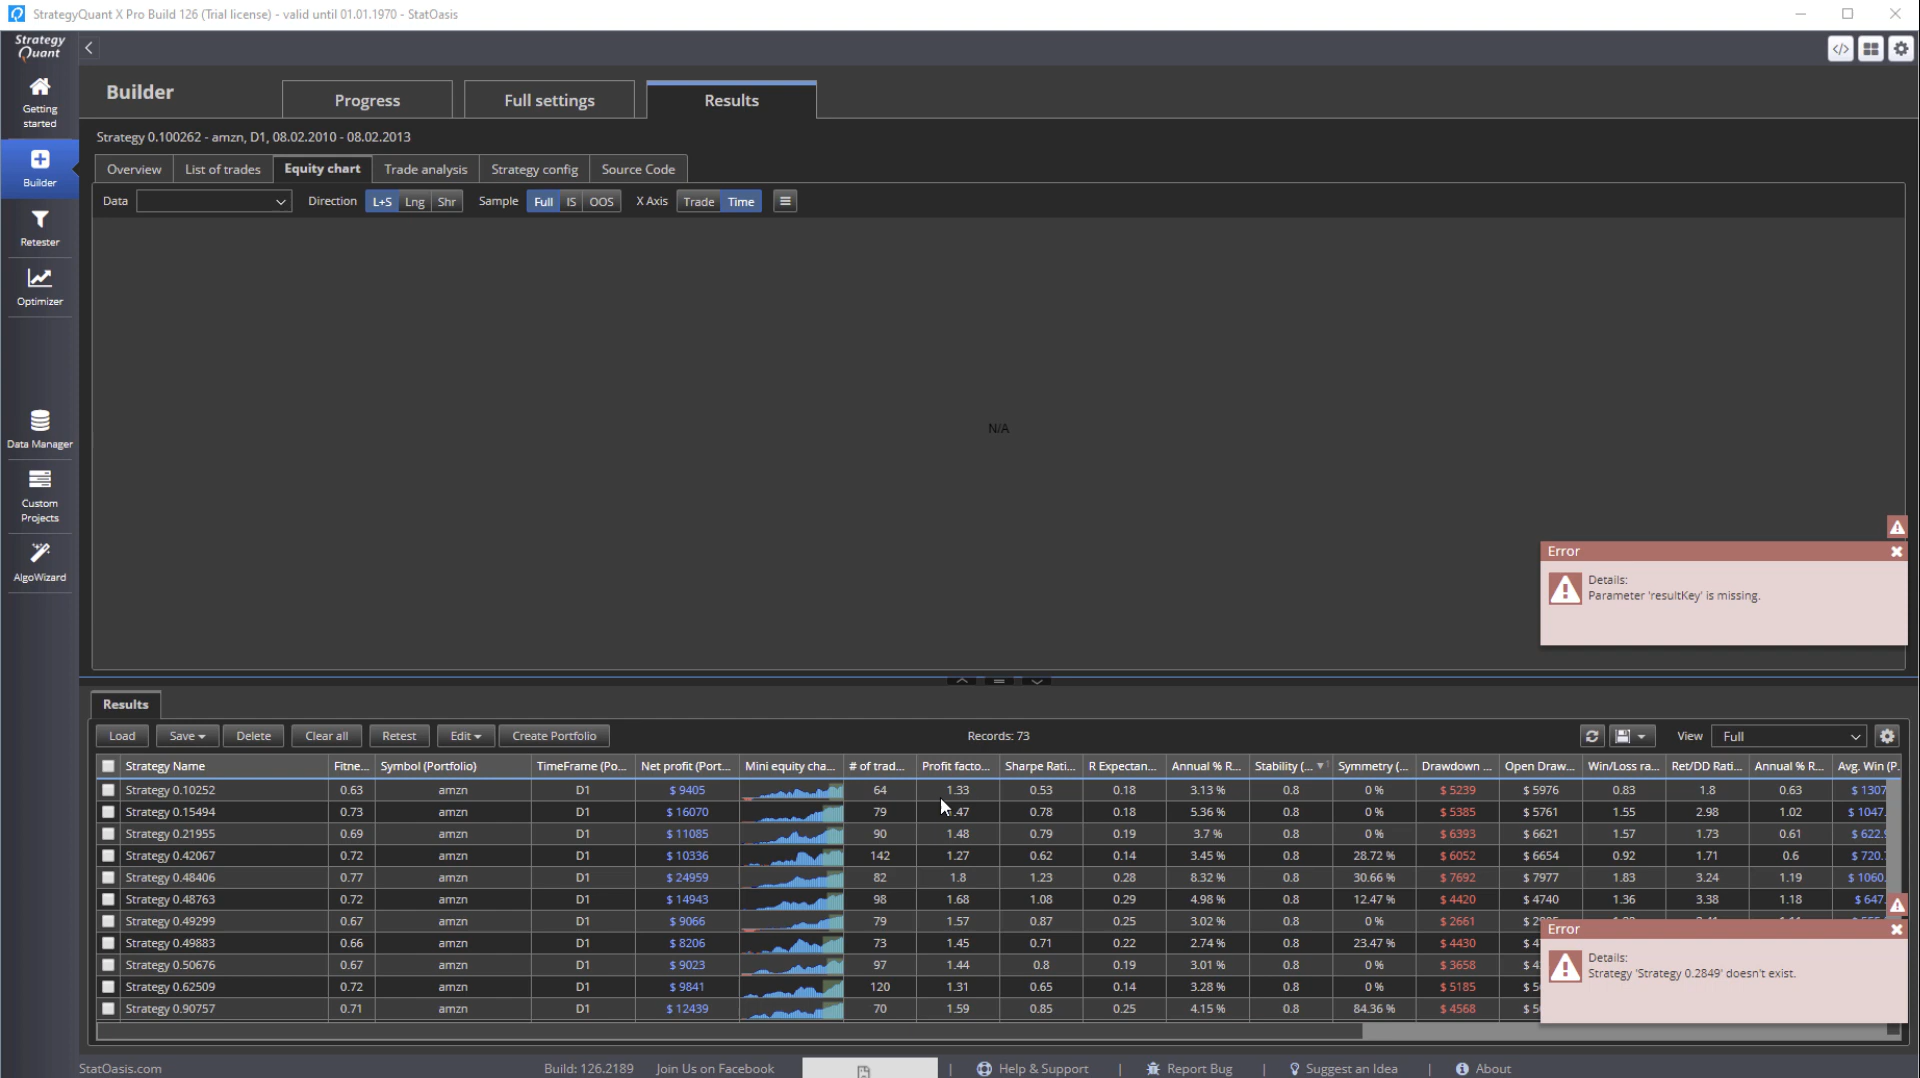 StrategyQuant X Pro Build 126 (Trial license) - valid until 01.01.1970 - StatOasis
Strategy
Quant
Getting
started
Builder
Retester
Optimizer
Data Manager
Custom
Projects
AlgoWizard
Builder
Progress
Full settings
Results
Strategy 0.100262 - amzn, D1, 08.02.2010 - 08.02.2013
Overview List of trades Equity chart Trade analysis Strategy config Source Code
Data Direction L+S Lng Shr Sample Full IS OOS X Axis Trade Time
N/A
Error
Details:
Parameter 'resultKey' is missing.
Results
Load Save Delete Clear all Retest Edit Create Portfolio Records: 73 View Full
Strategy Name Fitne... Symbol (Portfolio) TimeFrame (Po... Net profit (Port... Mini equity cha... # of trad... Profit facto... Sharpe Rati... R Expectan... Annual % R... Stability (... Symmetry (... Drawdown ... Open Draw... Win/Loss ra... Ret/DD Rati... Annual % R... Avg. Win (P.
Strategy 0.10252 0.63 amzn D1 $ 9405 64 1.33 0.53 0.18 3.13 % 0.8 0 % $ 5239 $ 5976 0.83 1.8 0.63 $ 1307
Strategy 0.15494 0.73 amzn D1 $ 16070 79 .47 0.78 0.18 5.36 % 0.8 0 % $ 5385 $ 5761 1.55 2.98 1.02 $ 1047.
Strategy 0.21955 0.69 amzn D1 $ 11085 90 1.48 0.79 0.19 3.7 % 0.8 0 % $ 6393 $ 6621 1.57 1.73 0.61 $ 622.
Strategy 0.42067 0.72 amzn D1 $ 10336 142 1.27 0.62 0.14 3.45 % 0.8 28.72 % $ 6052 $ 6654 0.92 1.71 0.6 $ 720.
Strategy 0.48406 0.77 amzn D1 $ 24959 82 1.8 1.23 0.28 8.32 % 0.8 30.66 % $ 7692 $ 7977 1.83 3.24 1.19 $ 1060.
Strategy 0.48763 0.72 amzn D1 $ 14943 98 1.68 1.08 0.29 4.98 % 0.8 12.47 % $ 4420 $ 4740 1.36 3.38 1.18 $ 647.
Strategy 0.49299 0.67 amzn D1 $ 9066 79 1.57 0.87 0.25 3.02 % 0.8 0 % $ 2661
Strategy 0.49883 0.66 amzn D1 $ 8206 73 1.45 0.71 0.22 2.74 % 0.8 23.47 % $ 4430 $ 4
Strategy 0.50676 0.67 amzn D1 $ 9023 97 1.44 0.8 0.19 3.01 % 0.8 0 % $ 3658 $ 4
Strategy 0.62509 0.72 amzn D1 $ 9841 120 1.31 0.65 0.14 3.28 % 0.8 0 % $ 5185 $ 5
Strategy 0.90757 0.71 amzn D1 $ 12439 70 1.59 0.85 0.25 4.15 % 0.8 84.36 % $ 4568 $ 5
Error
Details:
Strategy 'Strategy 0.2849' doesn't exist.
StatOasis.com Build: 126.2189 Join Us on Facebook | Help & Support | Report Bug | Suggest an Idea | About